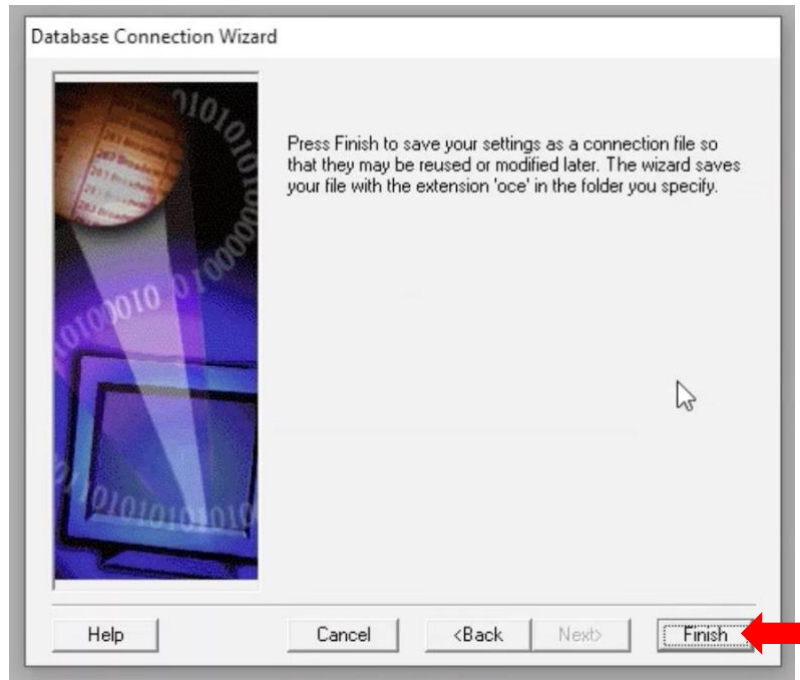 Database Connection Wizard
Press Finish to save your settings as a connection file so
that they may be reused or modified later. The wizard saves
your file with the extension 'oce' in the folder you specify.
Help Cancel <Back Next> Finish